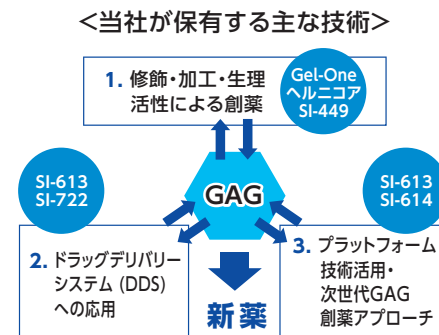 <当社が保有する主な技術>
1. 修飾・加工・生理
活性による創薬
Gel-One
ヘルニコア
SI-449
SI-613
SI-722
GAG
SI-613
SI-614
2. ドラッグデリバリー
システム (DDS)
への応用
新薬
3. プラットフォーム
技術活用・
次世代GAG
創薬アプローチ